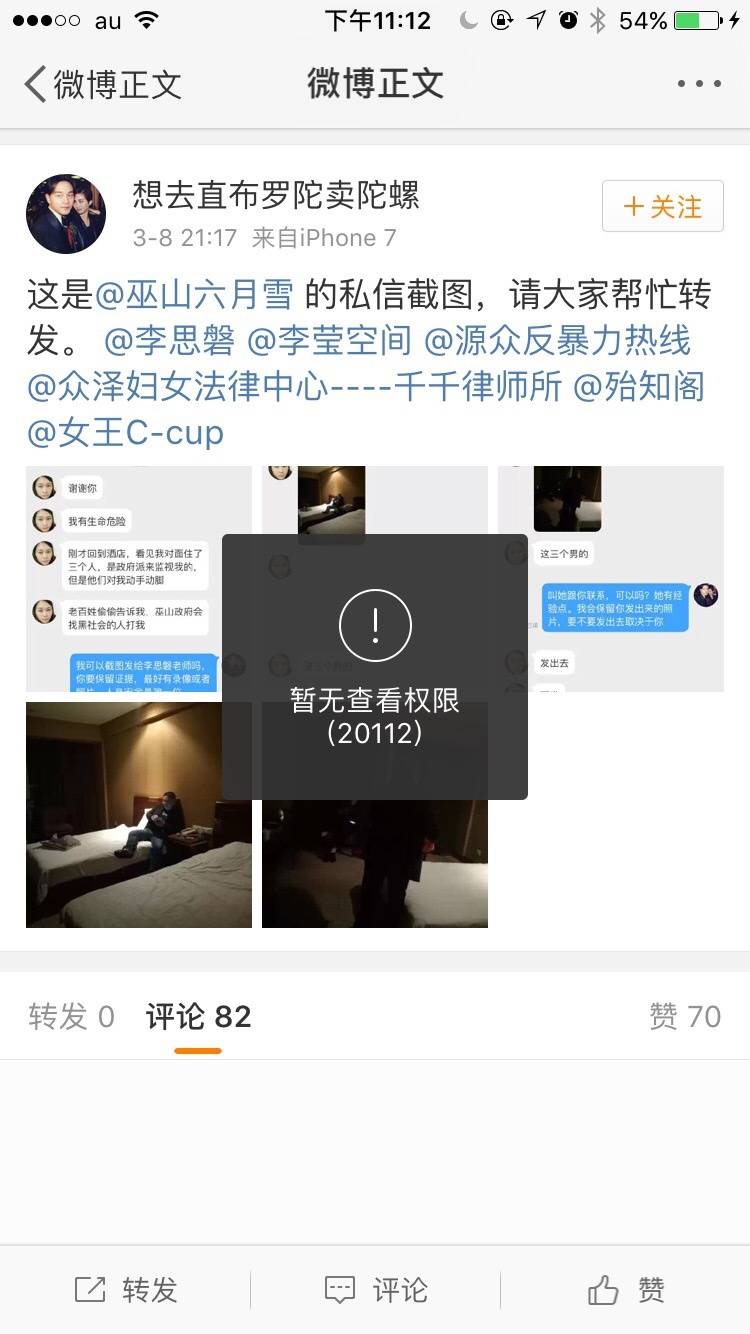 au 下午11:12 54%
微博正文 微博正文
想去直布罗陀卖陀螺
+关注
3-8 21:17 来自iPhone 7
这是@巫山六月雪 的私信截图，请大家帮忙转
发。 @李思磐 @李莹空间 @源众反暴力热线
@众泽妇女法律中心----千千律师所 @殆知阁
@女王C-cup
谢谢你
我有生命危险
刚才回到酒店，看见我对面住了
三个人，是政府派来监视我的，
但是他们对我动手动脚
老百姓偷偷告诉我、巫山政府会
找黑社会的人打我
我可以截图发给李思磐老师吗，
你要保留证据，最好有录像或者
这三个男的
叫她跟你联系，可以吗？她有经
验点。我会保留你发出来的照
片，要不要发出去取决于你
发出去
暂无查看权限
(20112)
转发 0 评论 82 赞 70
转发 评论 赞